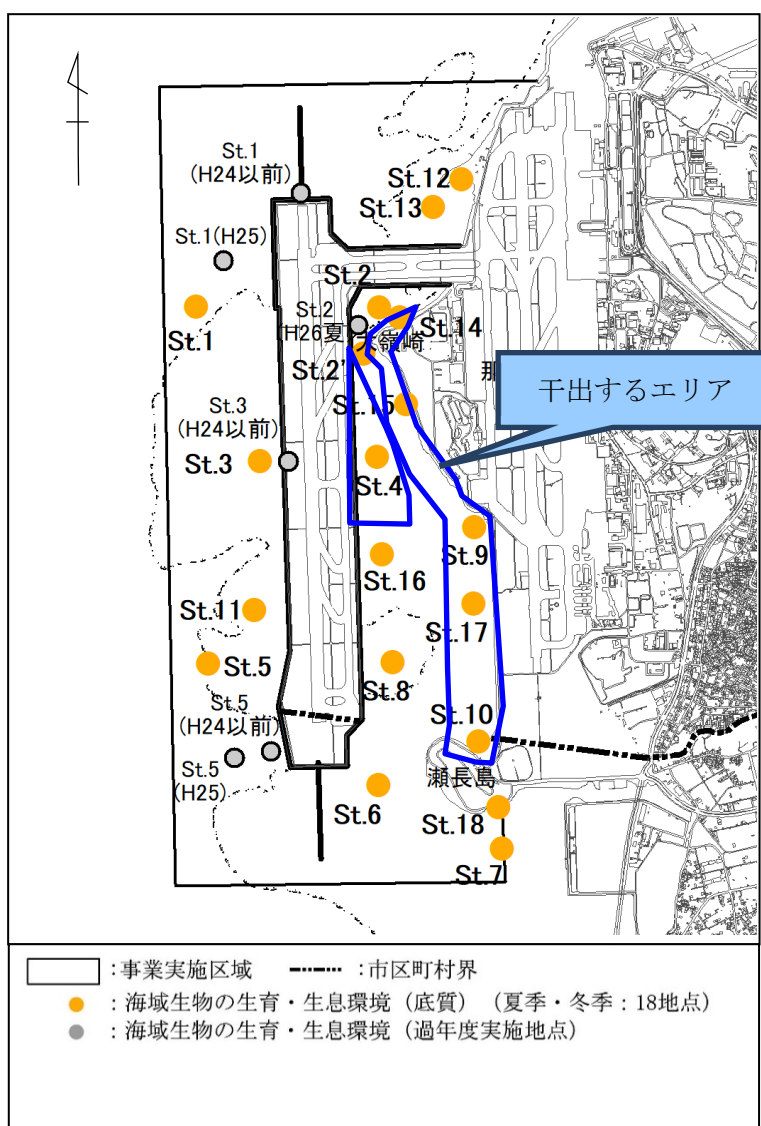 St.1
(H24以前)
St.12
St.13
St.1(H25)
St.2
St.1
St.2
(H26夏
St.14
大嶺崎
St.2'
那
干出するエリア
St.15
St.3
(H24以前)
St.3
St.4
St.9
St.16
St.11
St.17
St.5
St.8
St.5
(H24以前)
St.10
St.5
(H25)
瀬長島
St.6
St.18
St.7
:事業実施区域
:市区町村界
:海域生物の生育・生息環境(底質)(夏季・冬季:18地点)
:海域生物の生育・生息環境(過年度実施地点)